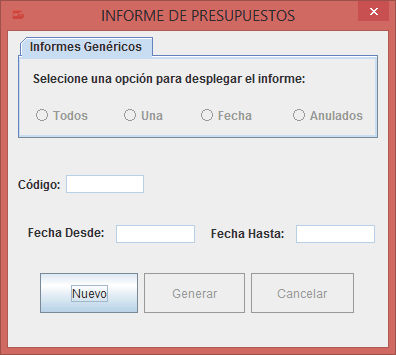 INFORME DE PRESUPUESTOS
Informes Genéricos
Selecione una opción para desplegar el informe:
Todos Una Fecha Anulados
Código:
Fecha Desde: Fecha Hasta:
Nuevo Generar Cancelar